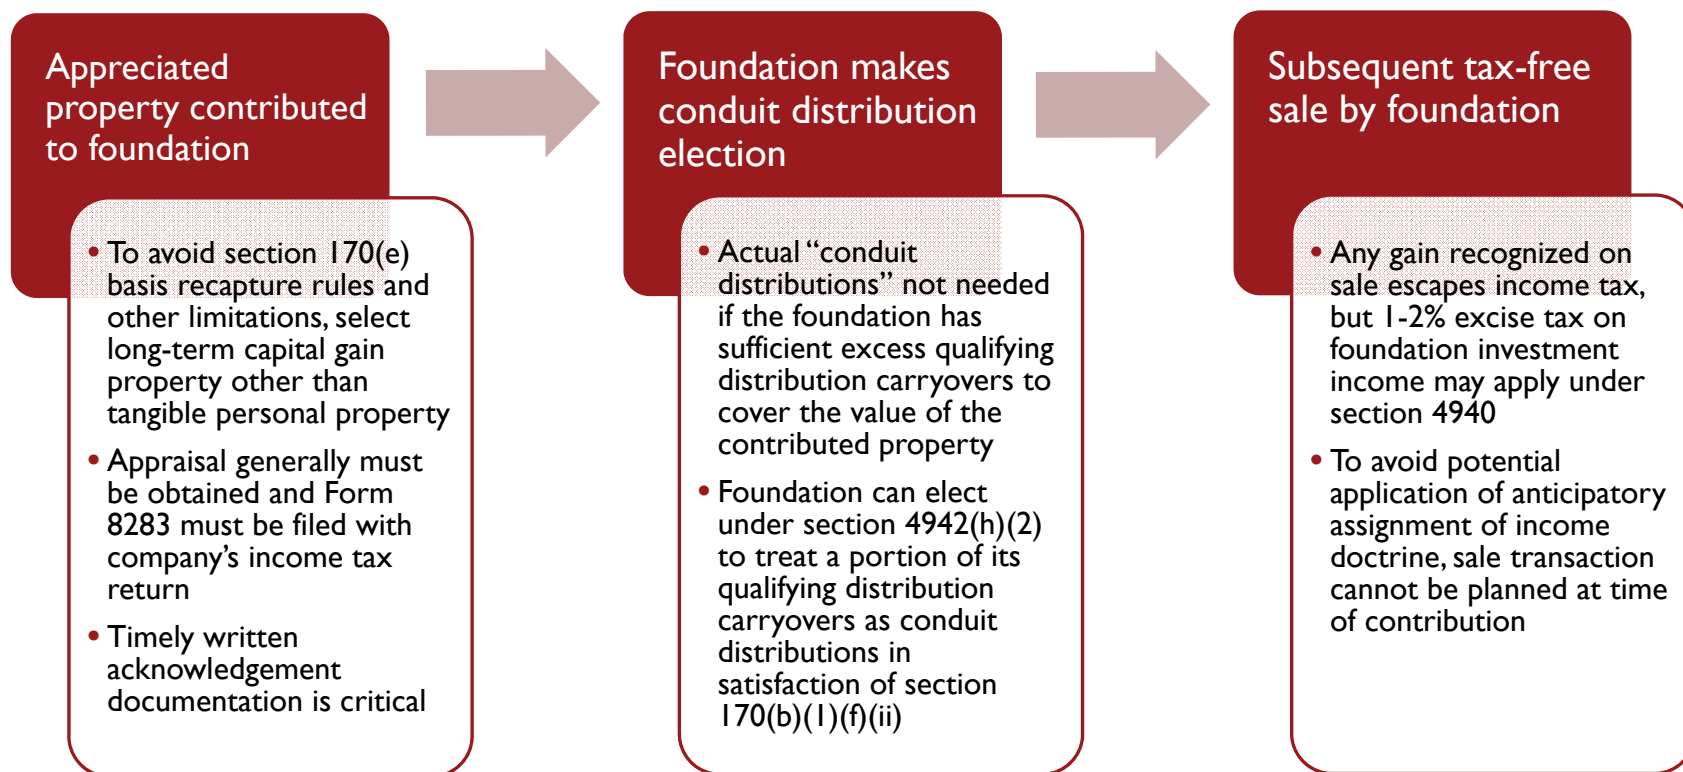 Appreciated
property contributed
to foundation
• To avoid section 170(e)
basis recapture rules and
other limitations, select
long-term capital gain
property other than
tangible personal property
• Appraisal generally must
be obtained and Form
8283 must be filed with
company's income tax
return
• Timely written
acknowledgement
documentation is critical
Foundation makes
conduit distribution
election
• Actual “conduit
distributions” not needed
if the foundation has
sufficient excess qualifying
distribution carryovers to
cover the value of the
contributed property
• Foundation can elect
under section 4942(h)(2)
to treat a portion of its
qualifying distribution
carryovers as conduit
distributions in
satisfaction of section
170(b)(1)(f)(ii)
Subsequent tax-free
sale by foundation
• Any gain recognized on
sale escapes income tax,
but 1-2% excise tax on
foundation investment
income may apply under
section 4940
• To avoid potential
application of anticipatory
assignment of income
doctrine, sale transaction
cannot be planned at time
of contribution